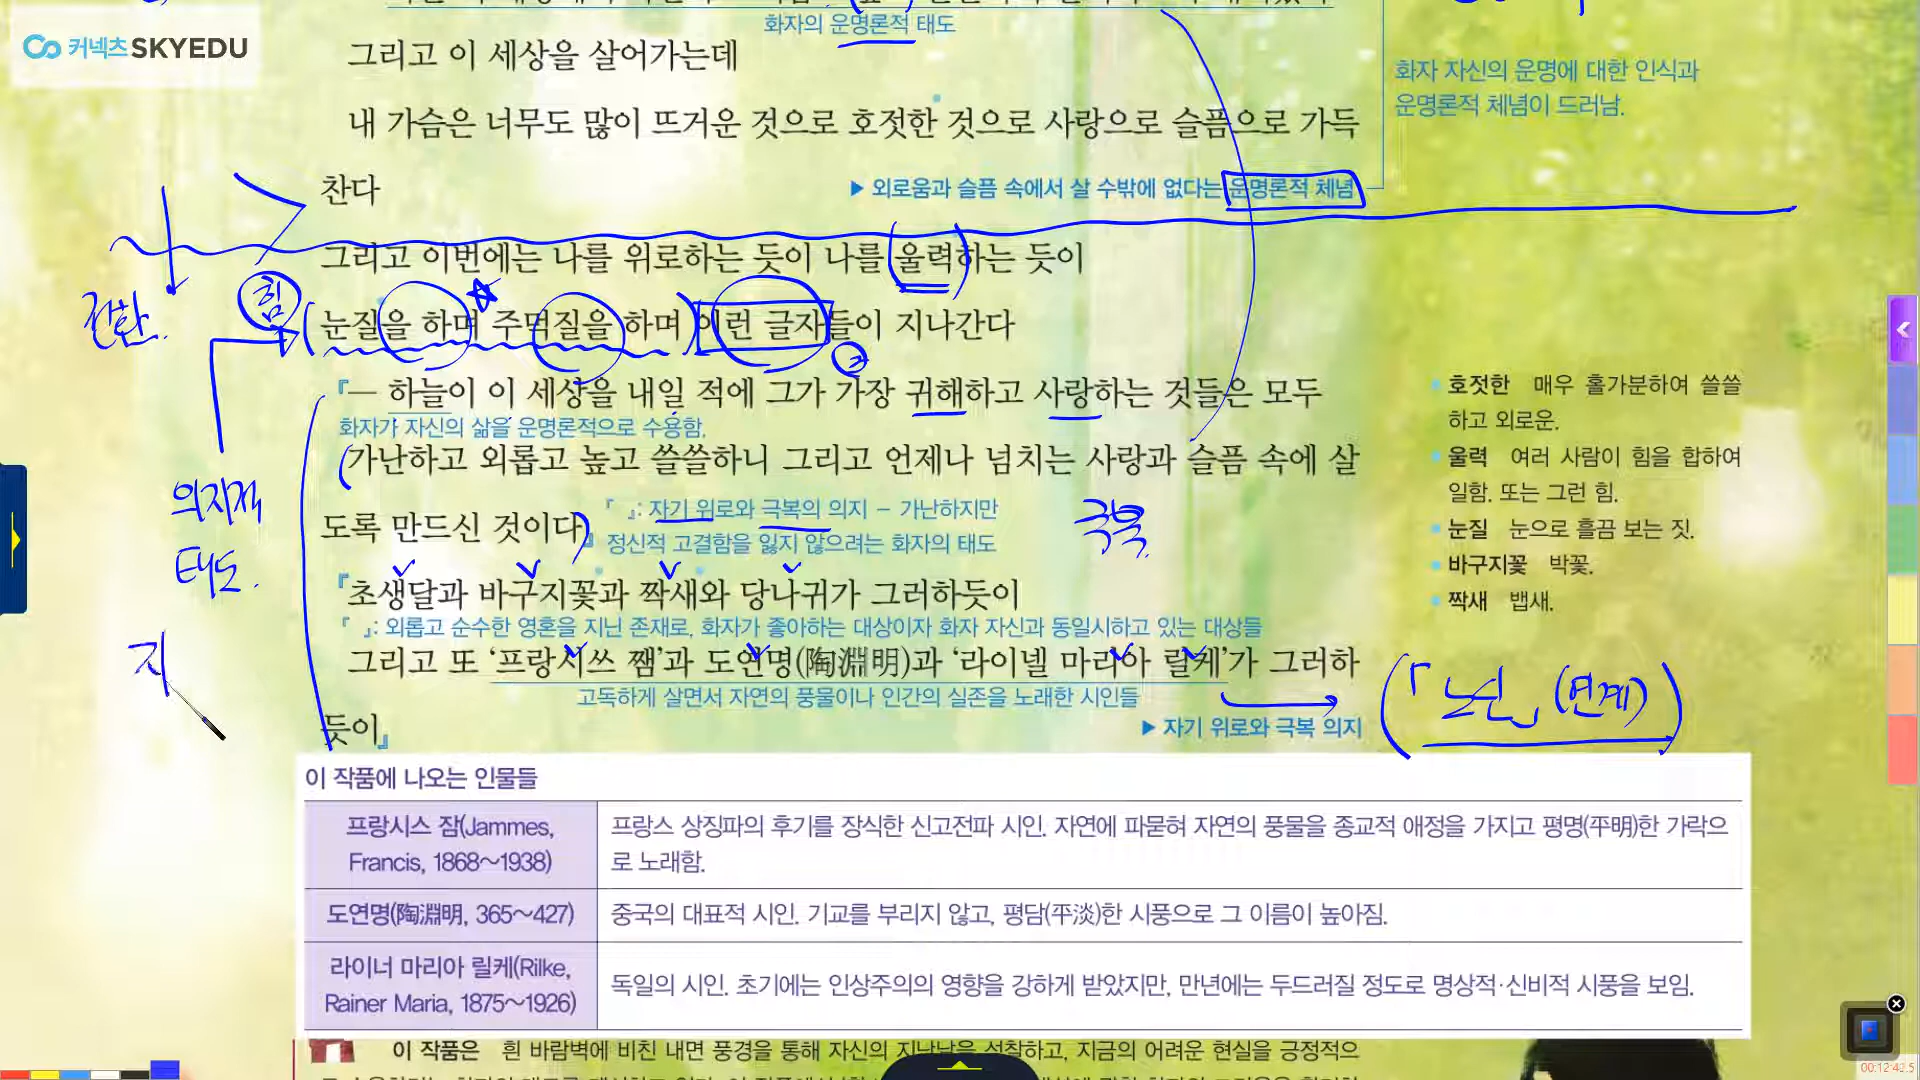 커넥츠 SKYEDU
화자의 운명론적 태도
그리고 이 세상을 살어가는데
화자 자신의 운명에 대한 인식과
운명론적 체념이 드러남.
내 가슴은 너무도 많이 뜨거운 것으로 호젓한 것으로 사랑으로 슬픔으로 가득
찬다
▶ 외로움과 슬픔 속에서 살 수밖에 없다는 운명론적 체념
그리고 이번에는 나를 위로하는 듯이 나를 울력하는 듯이
전환.
힘
눈질을 하며 주먹질을 하며 이런 글자들이 지나간다
『― 하늘이 이 세상을 내일 적에 그가 가장 귀해하고 사랑하는 것들은 모두
화자가 자신의 삶을 운명론적으로 수용함.
가난하고 외롭고 높고 쓸쓸하니 그리고 언제나 넘치는 사랑과 슬픔 속에 살
도록 만드신 것이다』
『 』: 자기 위로와 극복의 의지 – 가난하지만
정신적 고결함을 잃지 않으려는 화자의 태도
극복.
의지적
태도.
호젓한 매우 홀가분하여 쓸쓸
하고 외로운.
울력 여러 사람이 힘을 합하여
일함. 또는 그런 힘.
눈질 눈으로 흘끔 보는 짓.
바구지꽃 박꽃.
짝새 뱁새.
『초생달과 바구지꽃과 짝새와 당나귀가 그러하듯이
『 』: 외롭고 순수한 영혼을 지닌 존재로, 화자가 좋아하는 대상이자 화자 자신과 동일시하고 있는 대상들
지
그리고 또 ‘프랑시쓰 쨈’과 도연명(陶淵明)과 ‘라이넬 마리아 릴케’가 그러하
고독하게 살면서 자연의 풍물이나 인간의 실존을 노래한 시인들
(「노신」(연계))
듯이』
▶ 자기 위로와 극복 의지
이 작품에 나오는 인물들
프랑시스 잠(Jammes,
Francis, 1868～1938)
프랑스 상징파의 후기를 장식한 신고전파 시인. 자연에 파묻혀 자연의 풍물을 종교적 애정을 가지고 평명(平明)한 가락으
로 노래함.
도연명(陶淵明, 365～427)
중국의 대표적 시인. 기교를 부리지 않고, 평담(平淡)한 시풍으로 그 이름이 높아짐.
라이너 마리아 릴케(Rilke,
Rainer Maria, 1875～1926)
독일의 시인. 초기에는 인상주의의 영향을 강하게 받았지만, 만년에는 두드러질 정도로 명상적·신비적 시풍을 보임.
이 작품은 흰 바람벽에 비친 내면 풍경을 통해 자신의 지난날을 성찰하고, 지금의 어려운 현실을 긍정적으